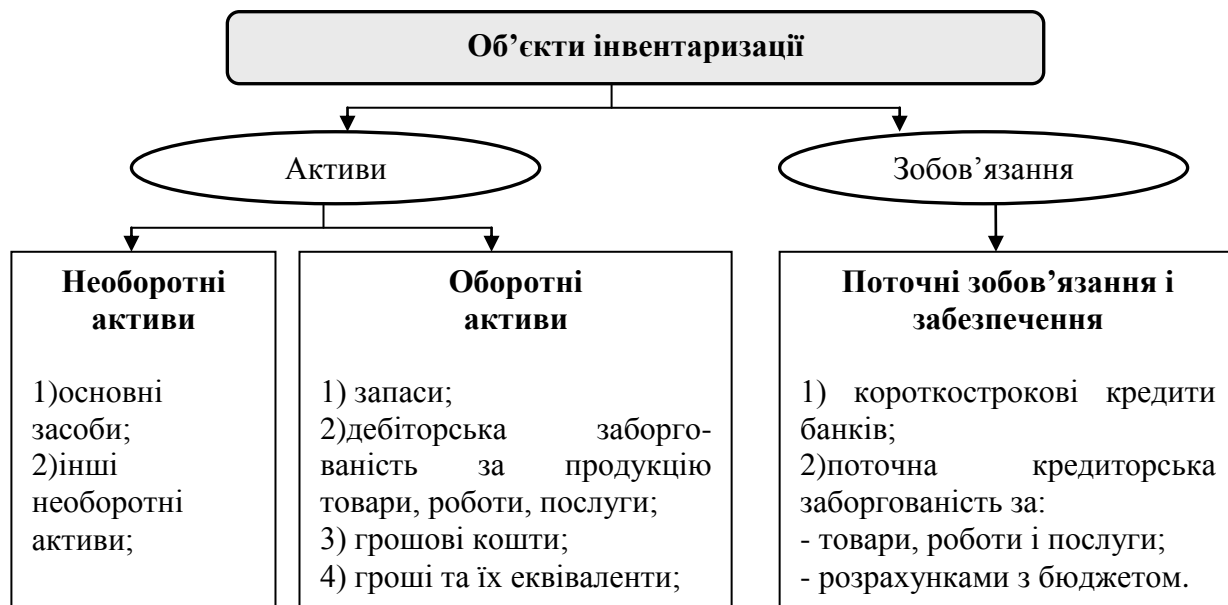 Об’єкти інвентаризації
Активи
Зобов’язання
Необоротні
активи
1)основні
засоби;
2)інші
необоротні
активи;
Оборотні
активи
1) запаси;
2)дебіторська заборго-
ваність за продукцію
товари, роботи, послуги;
3) грошові кошти;
4) гроші та їх еквіваленти;
Поточні зобов’язання і
забезпечення
1) короткострокові кредити
банків;
2)поточна кредиторська
заборгованість за:
- товари, роботи і послуги;
- розрахунками з бюджетом.